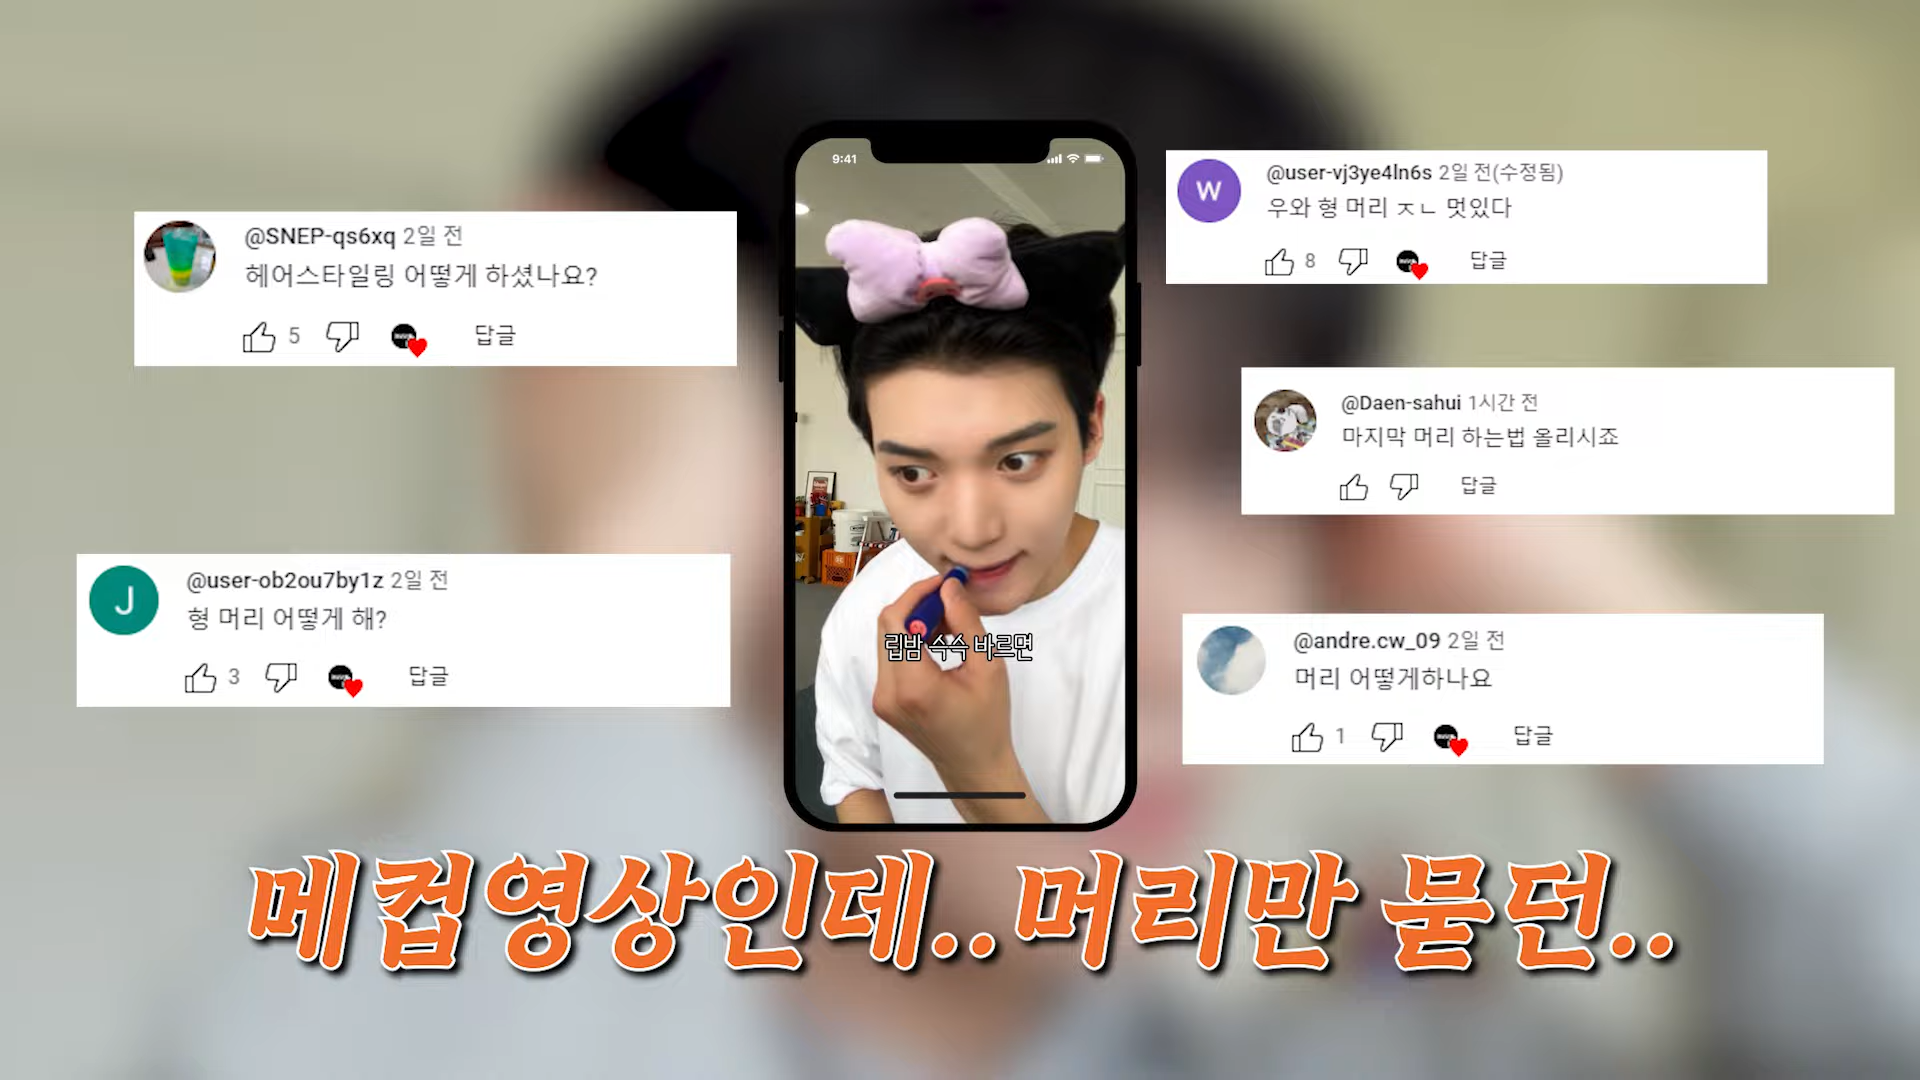 @SNEP-qs6xq 2일 전
헤어스타일링 어떻게 하셨나요?
5
답글
@user-ob2ou7by1z 2일 전
형 머리 어떻게 해?
3
답글
J
9:41
립밤 슥슥 바르면
W
@user-vj3ye4ln6s 2일 전(수정됨)
우와 형 머리 ㅈㄴ 멋있다
8
답글
@Daen-sahui 1시간 전
마지막 머리 하는법 올리시죠
답글
@andre.cw_09 2일 전
머리 어떻게하나요
1
답글
메컵영상인데..머리만 묻던..